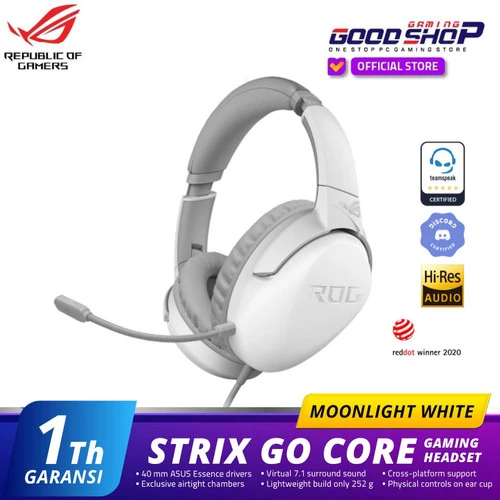 REPUBLIC OF
GAMERS
GAMING
GOODSHOP
ONE STOP PC GAMING STORE
OFFICIAL STORE
teamspeak
CERTIFIED
DISCORD
CERTIFIED
Hi-Res
AUDIO
reddot winner 2020
ROG
MOONLIGHT WHITE
1Th
GARANSI
STRIX GO CORE
GAMING
HEADSET
• 40 mm ASUS Essence drivers
• Virtual 7.1 surround sound
• Cross-platform support
• Exclusive airtight chambers
• Lightweight build only 252 g
• Physical controls on ear cup